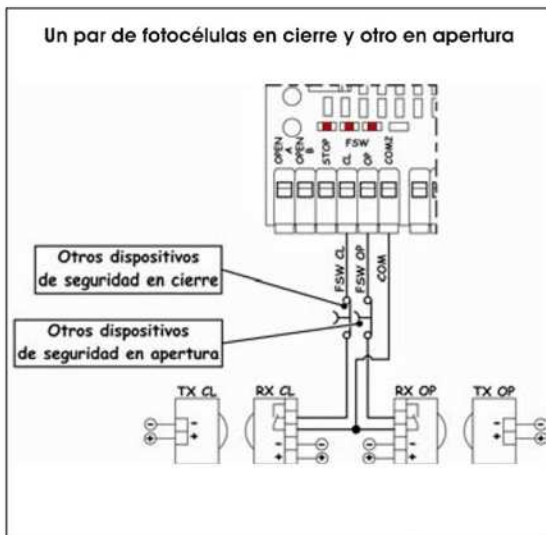 Un par de fotocélulas en cierre y otro en apertura
FSW
OPEN A
OPEN B
STOP
CL
OP
COM2
Otros dispositivos
de seguridad en cierre
FSW CL
FSW OP
COM
Otros dispositivos
de seguridad en apertura
TX CL
RX CL
RX OP
TX OP
- -
+ +
- -
+ +
- -
+ +
- -
+ +